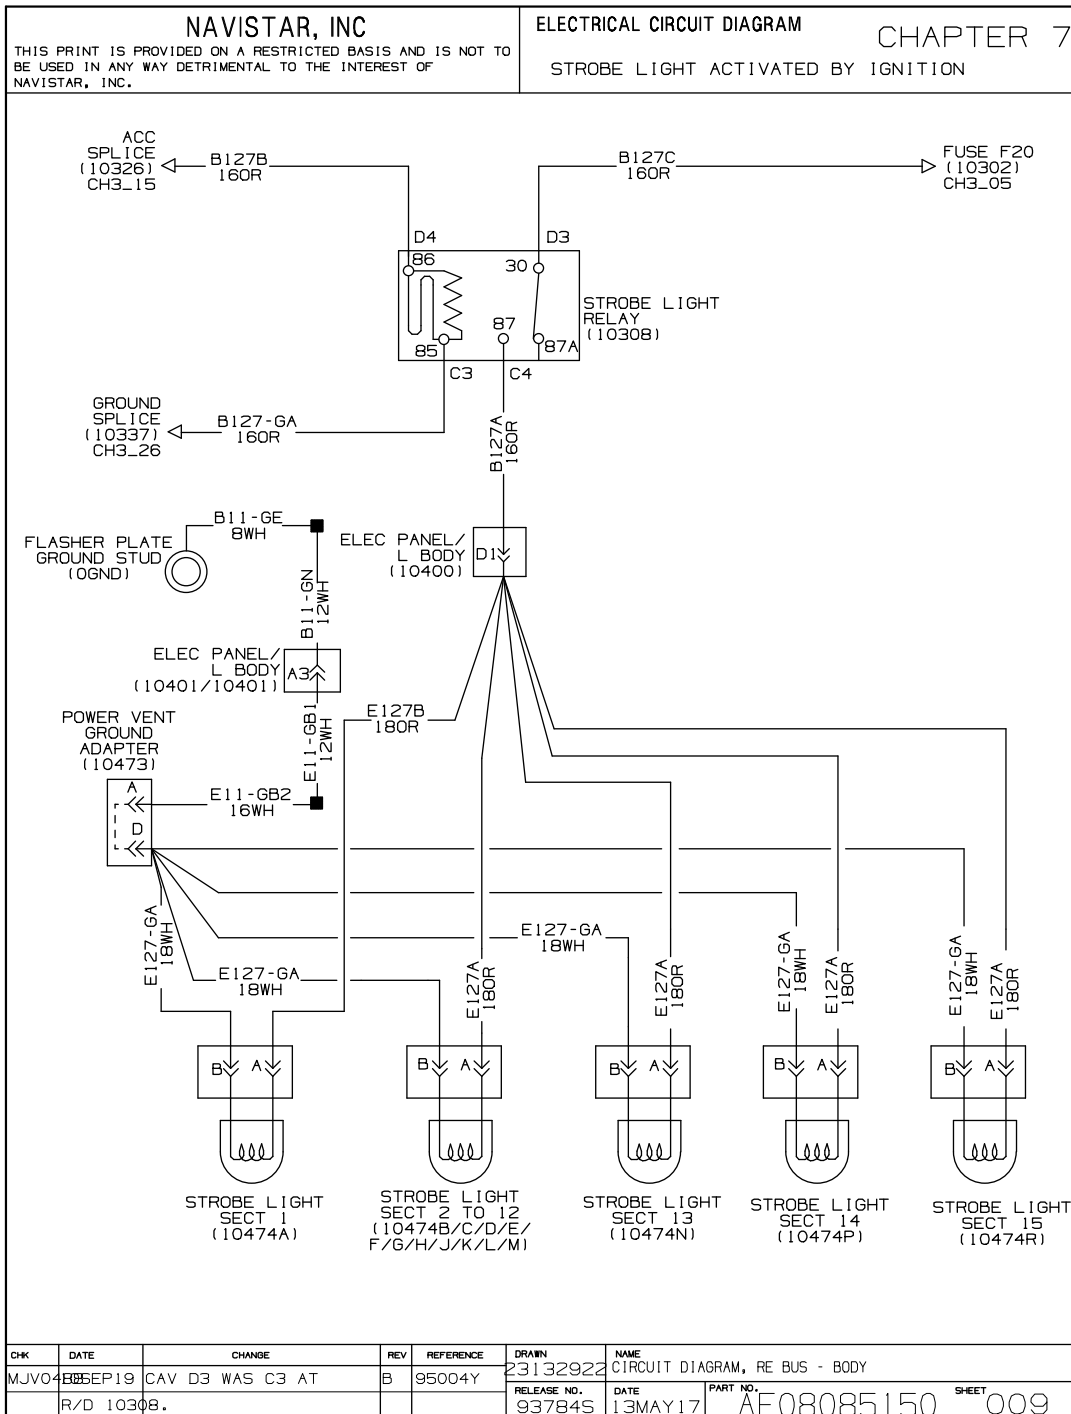 NAVISTAR, INC
THIS PRINT IS PROVIDED ON A RESTRICTED BASIS AND IS NOT TO
BE USED IN ANY WAY DETRIMENTAL TO THE INTEREST OF
NAVISTAR, INC.
ELECTRICAL CIRCUIT DIAGRAM
CHAPTER 7
STROBE LIGHT ACTIVATED BY IGNITION
ACC
SPLICE
(10326)
CH3_15
B127B
16OR
B127C
16OR
FUSE F20
(10302)
CH3_05
D4
D3
86
30
87
85
87A
STROBE LIGHT
RELAY
(10308)
C3
C4
GROUND
SPLICE
(10337)
CH3_26
B127-GA
16OR
B127A
16OR
FLASHER PLATE
GROUND STUD
(0GND)
B11-GE
8WH
ELEC PANEL/
L BODY
(10400)
D1
B11-GN
12WH
ELEC PANEL/
L BODY
(10401/10401)
A3
E11-GB1
12WH
E127B
18OR
POWER VENT
GROUND
ADAPTER
(10473)
A
D
E11-GB2
16WH
E127-GA
18WH
E127-GA
18WH
E127A
18OR
E127-GA
18WH
E127A
18OR
E127-GA
18WH
E127A
18OR
E127-GA
18WH
E127A
18OR
B A
B A
B A
B A
B A
STROBE LIGHT
SECT 1
(10474A)
STROBE LIGHT
SECT 2 TO 12
(10474B/C/D/E/
F/G/H/J/K/L/M)
STROBE LIGHT
SECT 13
(10474N)
STROBE LIGHT
SECT 14
(10474P)
STROBE LIGHT
SECT 15
(10474R)
CHK DATE CHANGE REV REFERENCE
05SEP19 CAV D3 WAS C3 AT B 95004Y
R/D 10308.
DRAWN
23132922
NAME
CIRCUIT DIAGRAM, RE BUS - BODY
RELEASE NO.
93784S
DATE
13MAY17
PART NO.
AF08085150
SHEET
009